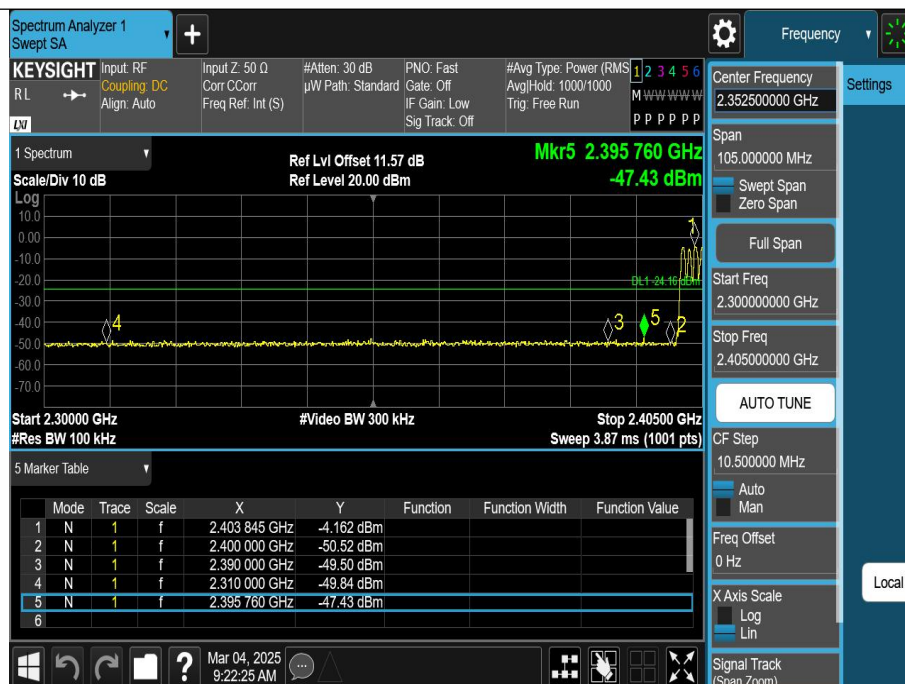 Spectrum Analyzer 1
Swept SA
+
Frequency
KEYSIGHT
RL
LXI
Input: RF
Coupling: DC
Align: Auto
Input Z: 50 Ω
Corr CCorr
Freq Ref: Int (S)
#Atten: 30 dB
µW Path: Standard
PNO: Fast
Gate: Off
IF Gain: Low
Sig Track: Off
#Avg Type: Power (RMS
Avg|Hold: 1000/1000
Trig: Free Run
1 2 3 4 5 6
M W W W W W
P P P P P P
1 Spectrum
Scale/Div 10 dB
Ref Lvl Offset 11.57 dB
Ref Level 20.00 dBm
Mkr5 2.395 760 GHz
-47.43 dBm
Log
10.0
0.00
-10.0
-20.0
-30.0
-40.0
-50.0
-60.0
-70.0
1
DL1 -24.16 dBm
4
3
5
2
Start 2.30000 GHz
#Video BW 300 kHz
Stop 2.40500 GHz
#Res BW 100 kHz
Sweep 3.87 ms (1001 pts)
5 Marker Table
Mode Trace Scale X Y Function Function Width Function Value
1 N 1 f 2.403 845 GHz -4.162 dBm
2 N 1 f 2.400 000 GHz -50.52 dBm
3 N 1 f 2.390 000 GHz -49.50 dBm
4 N 1 f 2.310 000 GHz -49.84 dBm
5 N 1 f 2.395 760 GHz -47.43 dBm
6
?
Mar 04, 2025
9:22:25 AM
Center Frequency
2.352500000 GHz
Settings
Span
105.000000 MHz
Swept Span
Zero Span
Full Span
Start Freq
2.300000000 GHz
Stop Freq
2.405000000 GHz
AUTO TUNE
CF Step
10.500000 MHz
Auto
Man
Freq Offset
0 Hz
Local
X Axis Scale
Log
Lin
Signal Track
(Span Zoom)